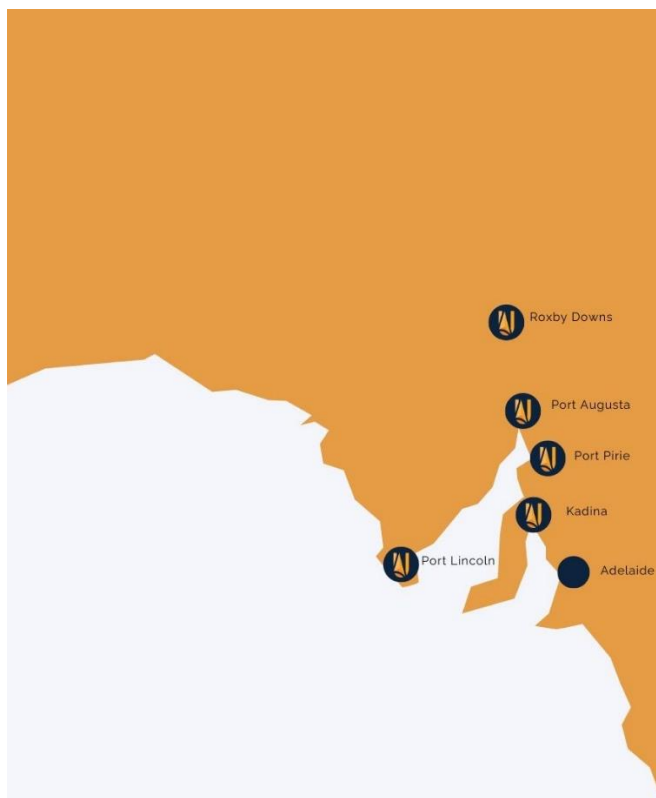 Roxby Downs
Port Augusta
Port Pirie
Kadina
Port Lincoln
Adelaide